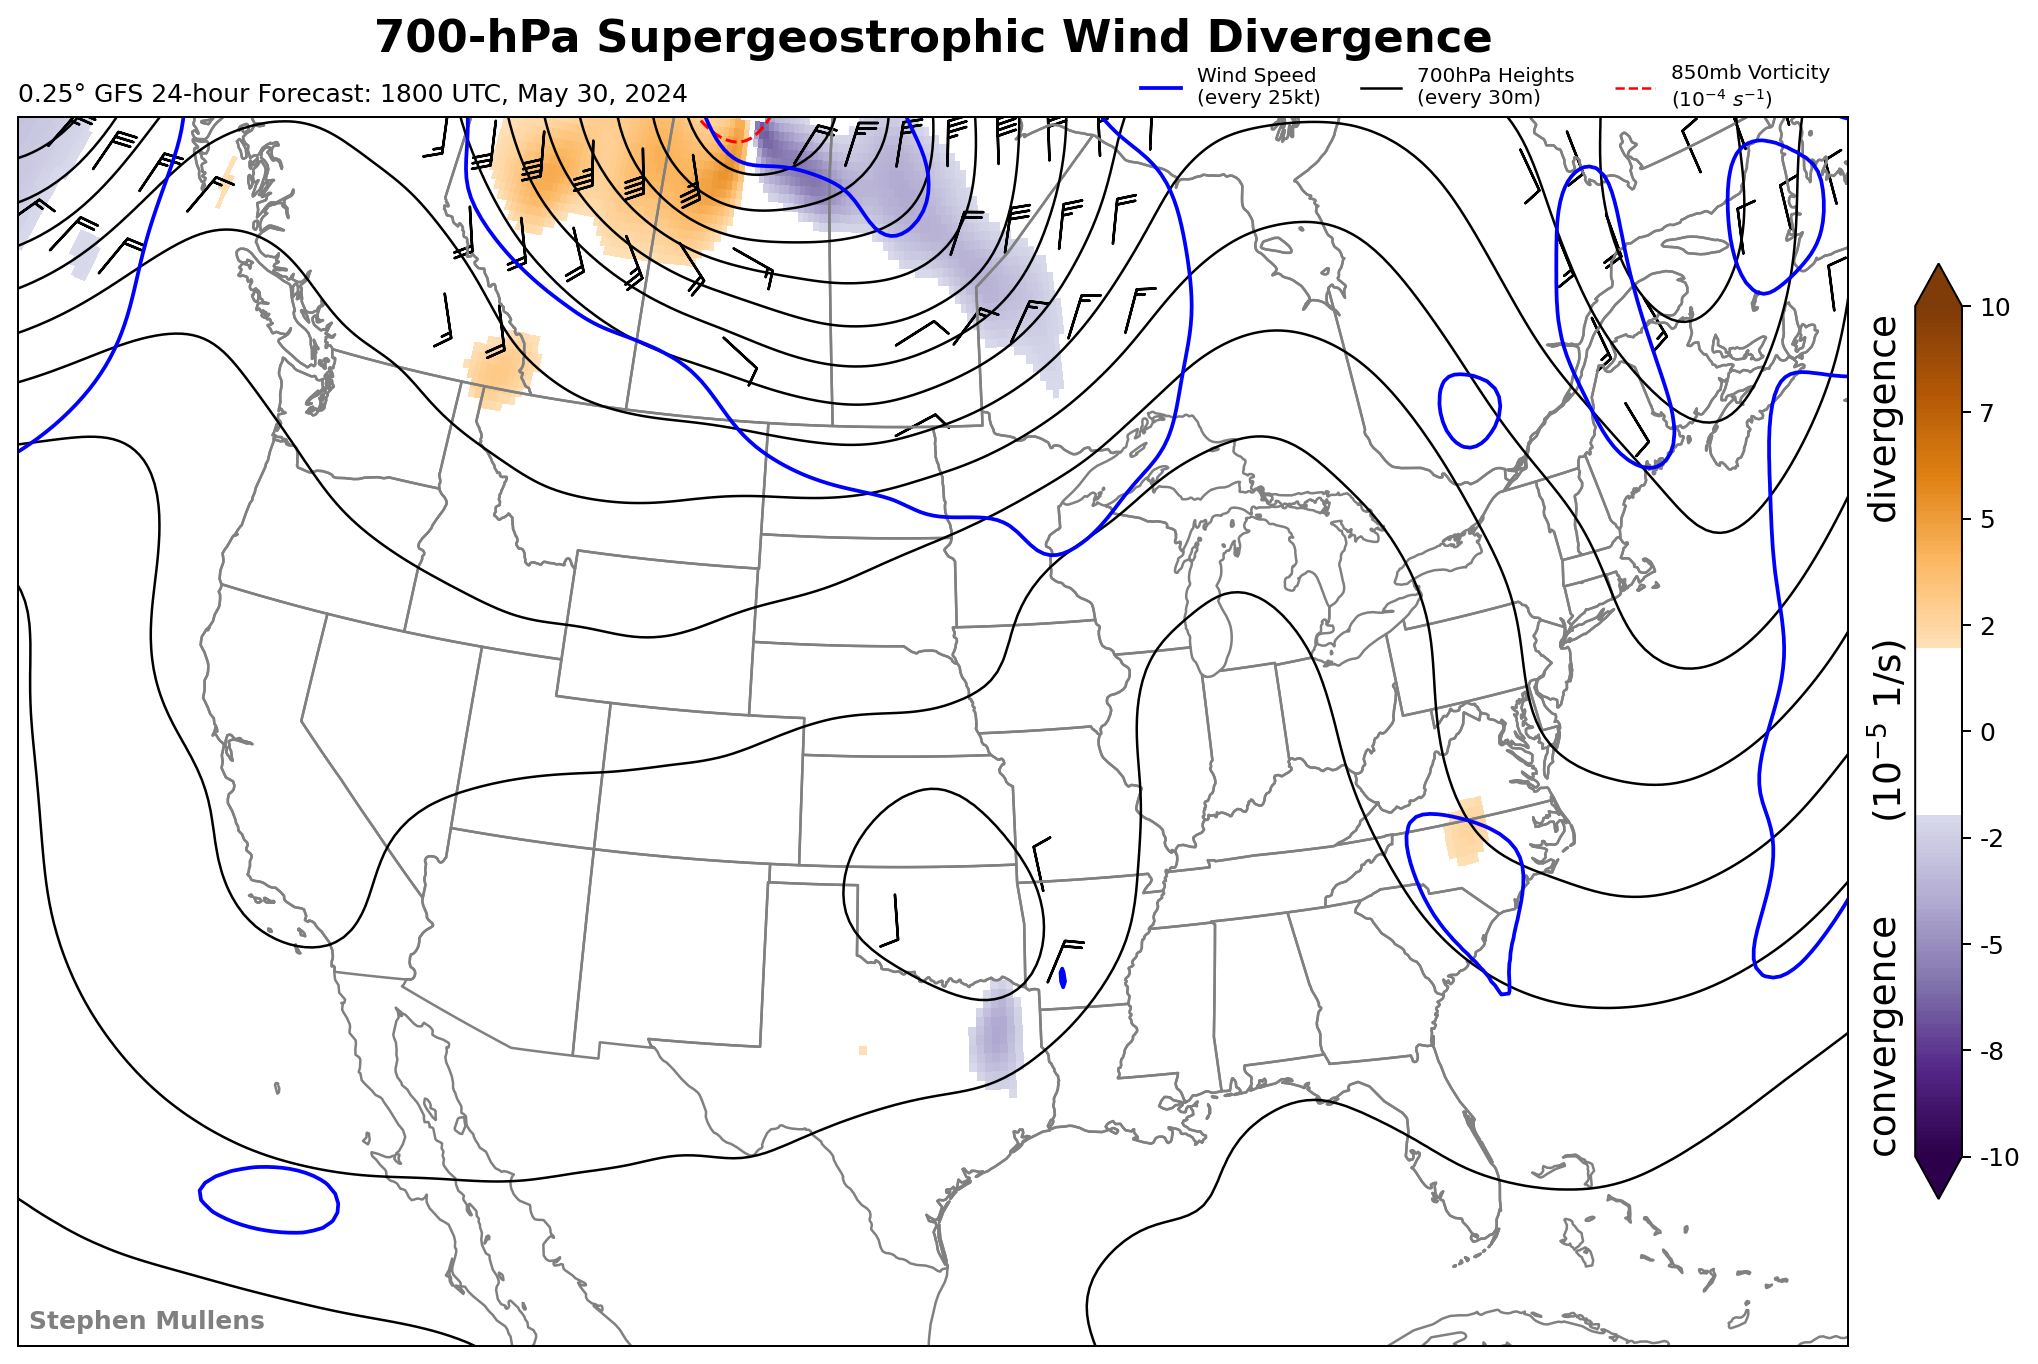 700-hPa Supergeostrophic Wind Divergence
0.25° GFS 24-hour Forecast: 1800 UTC, May 30, 2024
Wind Speed
(every 25kt)
700hPa Heights
(every 30m)
850mb Vorticity
(10⁻⁴ s⁻¹)
10
7
5
2
0
-2
-5
-8
-10
convergence (10⁻⁵ 1/s) divergence
Stephen Mullens